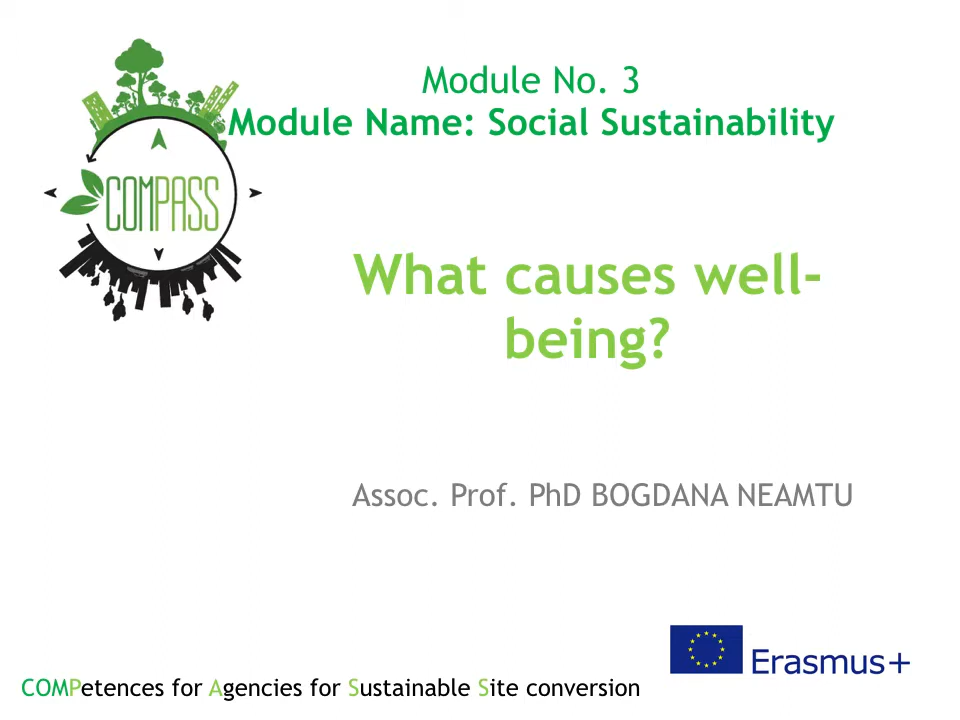 Module No. 3
Module Name: Social Sustainability
COMPASS
What causes well-
being?
Assoc. Prof. PhD BOGDANA NEAMTU
Erasmus+
COMPetences for Agencies for Sustainable Site conversion